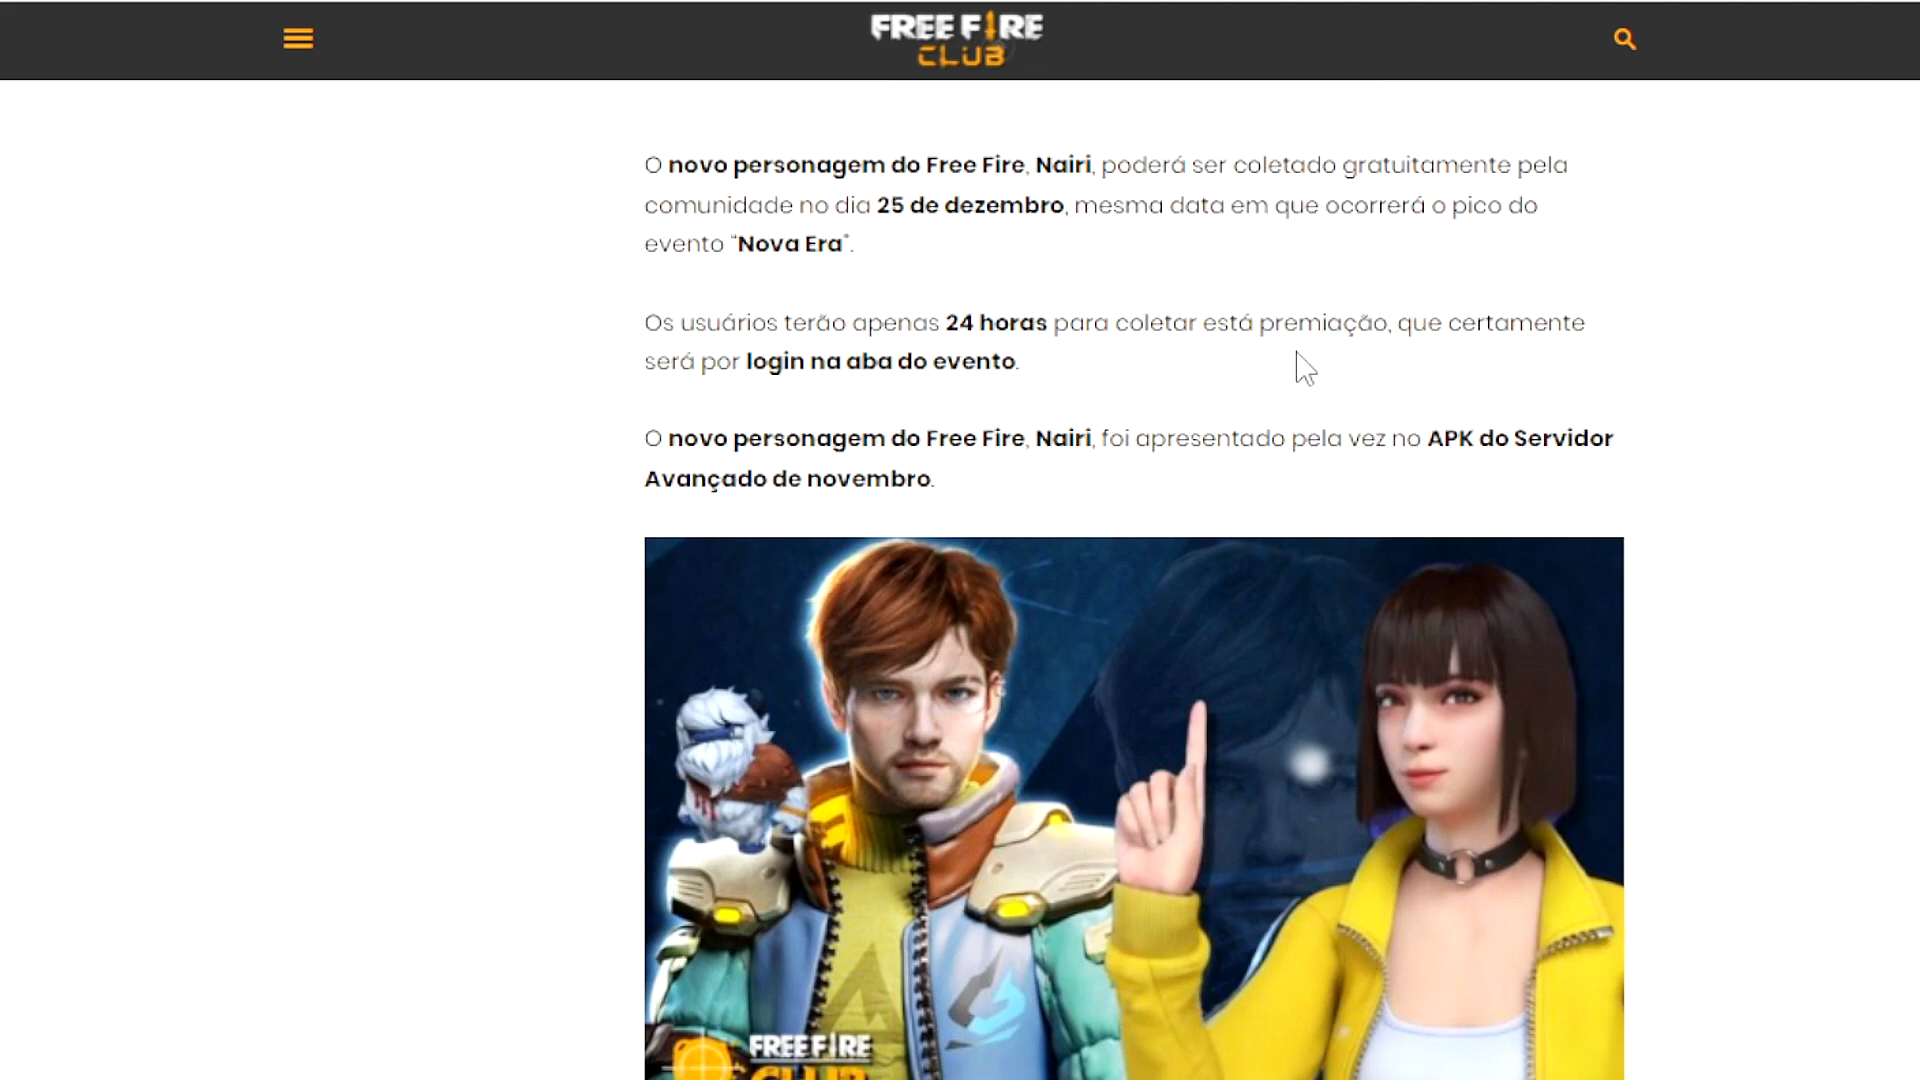 FREE FIRE
CLUB
O novo personagem do Free Fire, Nairi, poderá ser coletado gratuitamente pela
comunidade no dia 25 de dezembro, mesma data em que ocorrerá o pico do
evento “Nova Era”.
Os usuários terão apenas 24 horas para coletar está premiação, que certamente
será por login na aba do evento.
O novo personagem do Free Fire, Nairi, foi apresentado pela vez no APK do Servidor
Avançado de novembro.
FREE FIRE
CLUB